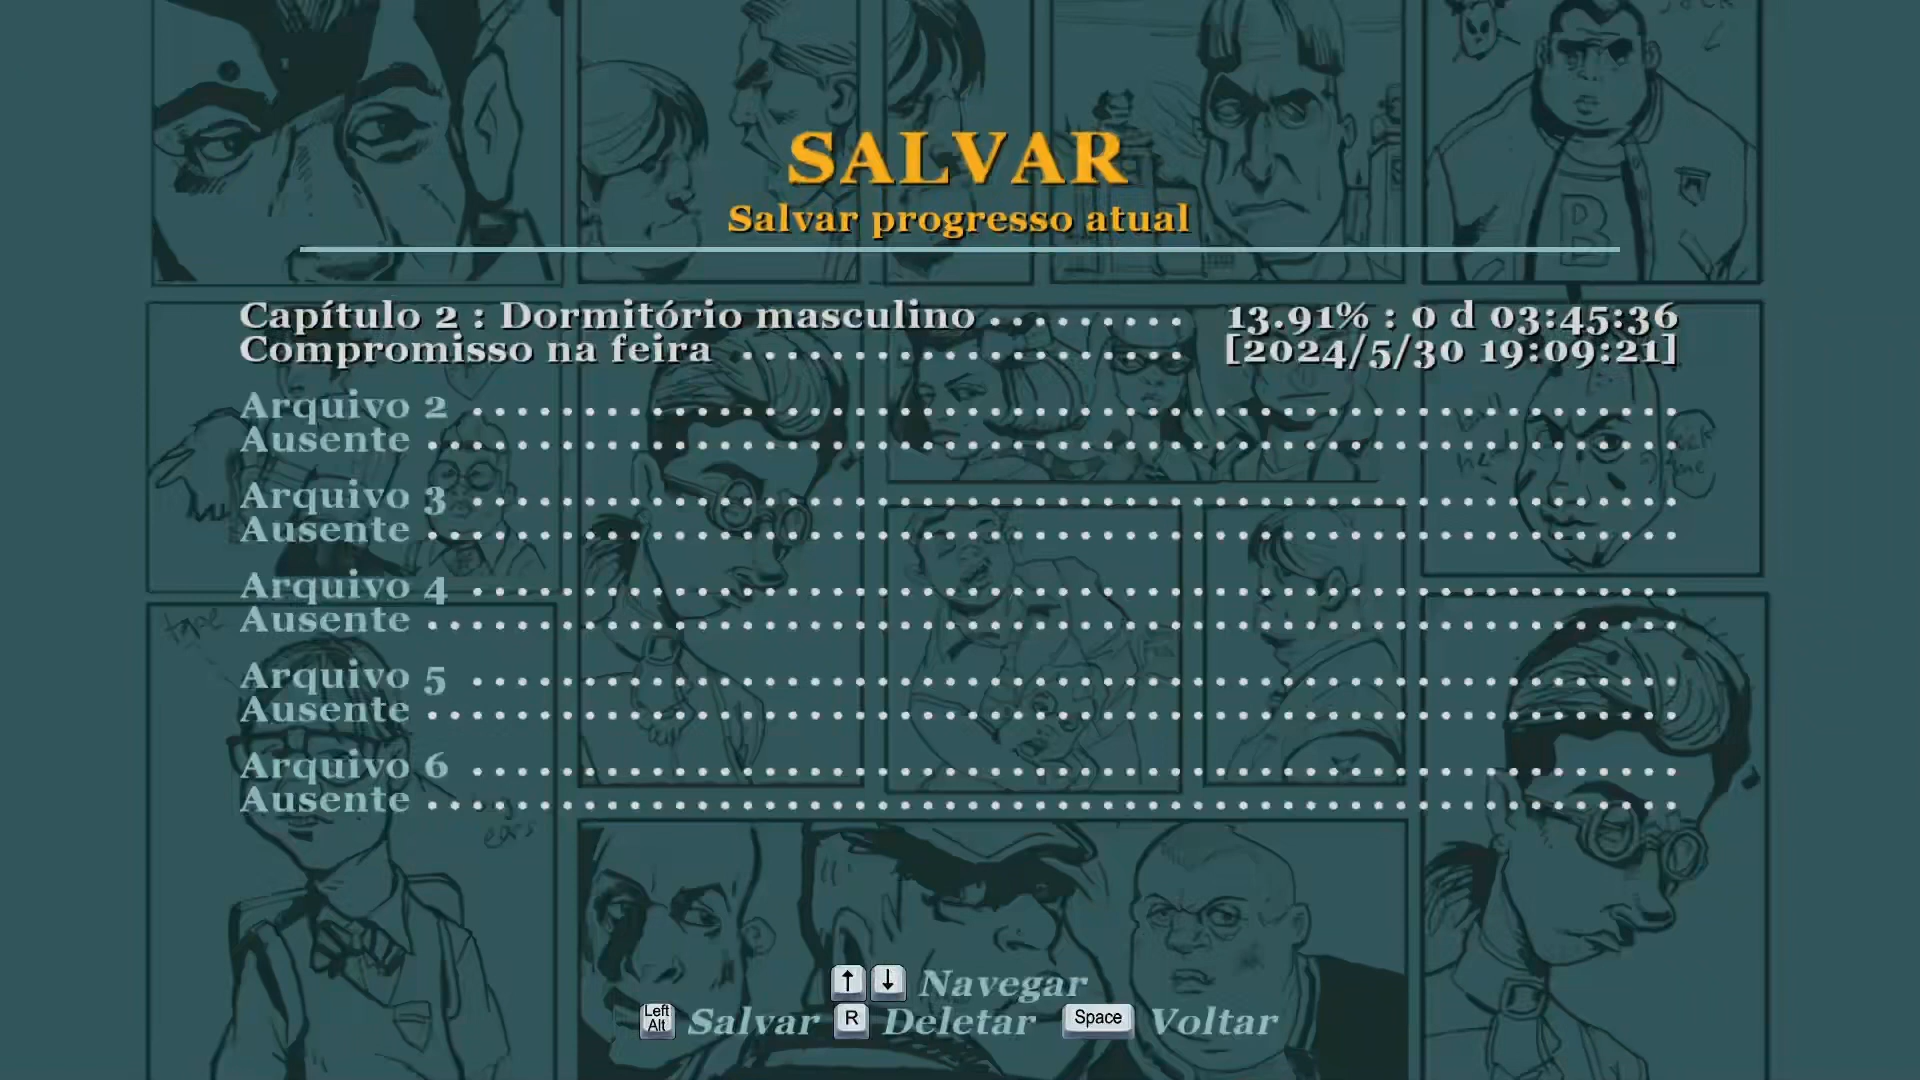 SALVAR
Salvar progresso atual
Capítulo 2 : Dormitório masculino ......... 13.91% : 0 d 03:45:36
Compromisso na feira .................... [2024/5/30 19:09:21]
Arquivo 2
Ausente
Arquivo 3
Ausente
Arquivo 4
Ausente
Arquivo 5
Ausente
Arquivo 6
Ausente
↑ ↓ Navegar
Left Alt Salvar R Deletar Space Voltar
type
ears
B